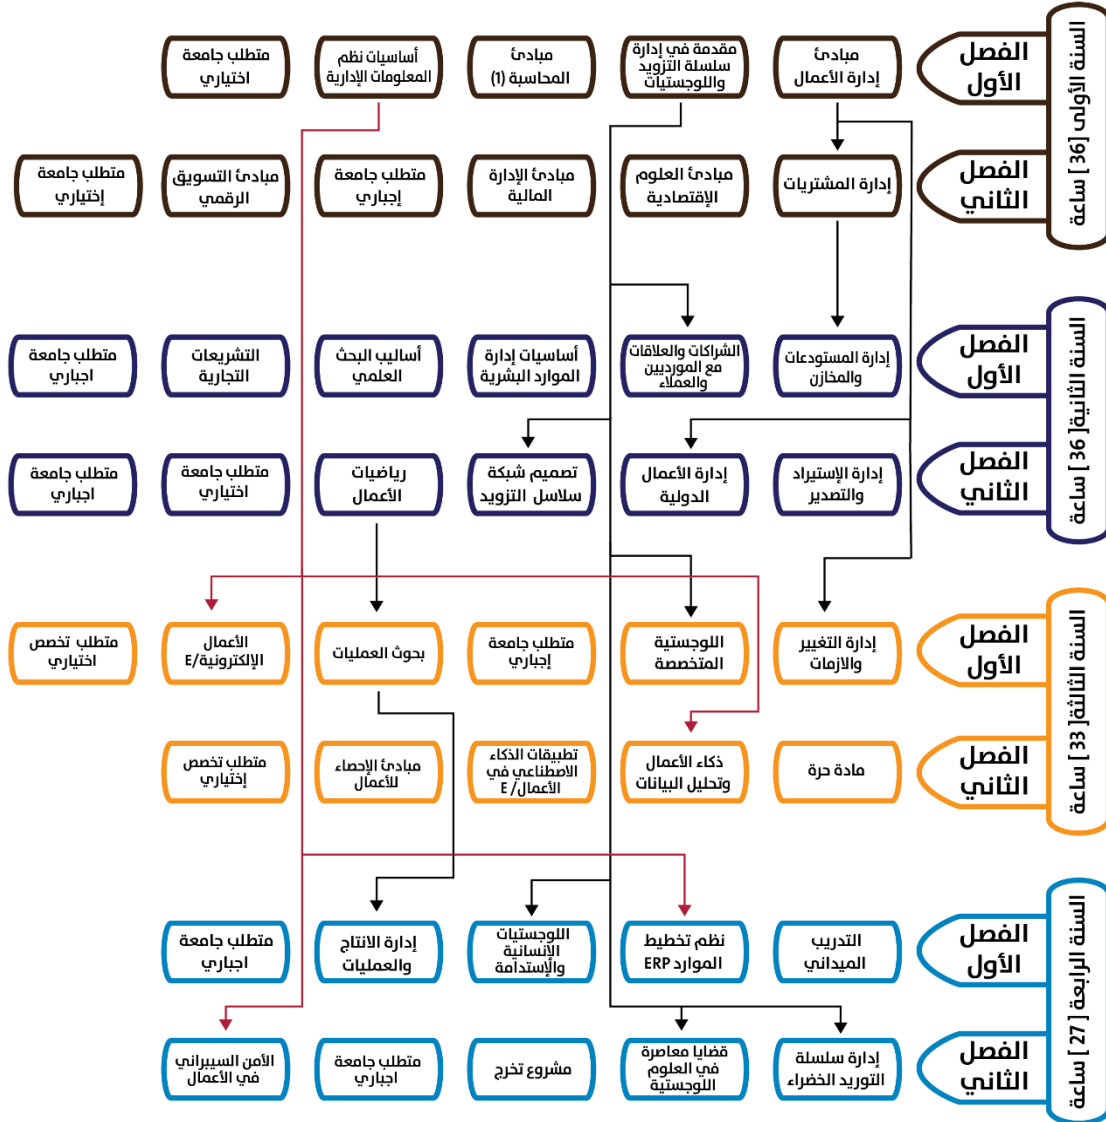 السنة الأولى [ 36 ] ساعة
الفصل
الأول
مبادئ
إدارة الأعمال
مقدمة في إدارة
سلسلة التزويد
واللوجستيات
مبادئ
المحاسبة (1)
أساسيات نظم
المعلومات الإدارية
متطلب جامعة
اختياري
الفصل
الثاني
إدارة المشتريات
مبادئ العلوم
الإقتصادية
مبادئ الإدارة
المالية
متطلب جامعة
إجباري
مبادئ التسويق
الرقمي
متطلب جامعة
إختياري
السنة الثانية [ 36 ] ساعة
الفصل
الأول
إدارة المستودعات
والمخازن
الشراكات والعلاقات
مع الموردين
والعملاء
أساسيات إدارة
الموارد البشرية
أساليب البحث
العلمي
التشريعات
التجارية
متطلب جامعة
اجباري
الفصل
الثاني
إدارة الإستيراد
والتصدير
إدارة الأعمال
الدولية
تصميم شبكة
سلاسل التزويد
رياضيات
الأعمال
متطلب جامعة
اختياري
متطلب جامعة
اجباري
السنة الثالثة [ 33 ] ساعة
الفصل
الأول
إدارة التغيير
والازمات
اللوجستية
المتخصصة
متطلب جامعة
إجباري
بحوث العمليات
الأعمال
الإلكترونية/E
متطلب تخصص
اختياري
الفصل
الثاني
مادة حرة
ذكاء الأعمال
وتحليل البيانات
تطبيقات الذكاء
الاصطناعي في
الأعمال/ E
مبادئ الإحصاء
للأعمال
متطلب تخصص
إختياري
السنة الرابعة [ 27 ] ساعة
الفصل
الأول
التدريب
الميداني
نظم تخطيط
الموارد ERP
اللوجستيات
الإنسانية
والإستدامة
إدارة الانتاج
والعمليات
متطلب جامعة
اجباري
الفصل
الثاني
إدارة سلسلة
التوريد الخضراء
قضايا معاصرة
في العلوم
اللوجستية
مشروع تخرج
متطلب جامعة
اجباري
الأمن السيبراني
في الأعمال